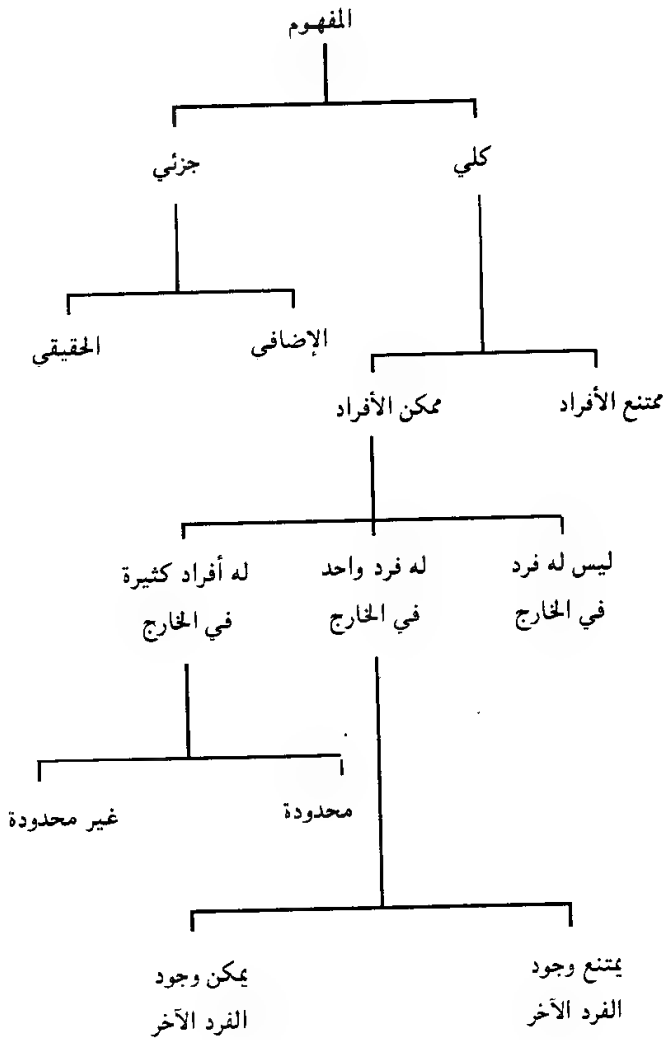 المفهوم
كلي
جزئي
الإضافي
الحقيقي
ممتنع الأفراد
ممكن الأفراد
ليس له فرد
في الخارج
له فرد واحد
في الخارج
له أفراد كثيرة
في الخارج
محدودة
غير محدودة
يمتنع وجود
الفرد الآخر
يمكن وجود
الفرد الآخر